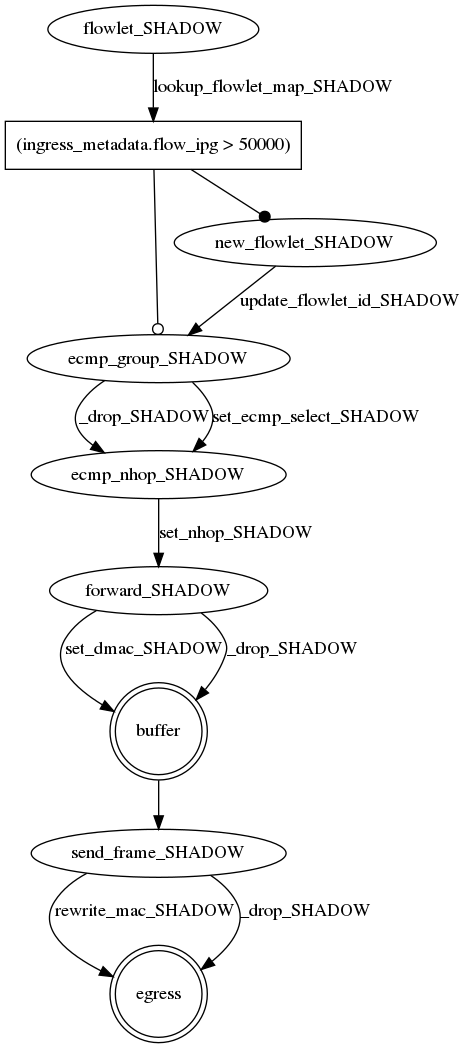 flowlet_SHADOW
lookup_flowlet_map_SHADOW
(ingress_metadata.flow_ipg > 50000)
new_flowlet_SHADOW
update_flowlet_id_SHADOW
ecmp_group_SHADOW
_drop_SHADOW
set_ecmp_select_SHADOW
ecmp_nhop_SHADOW
set_nhop_SHADOW
forward_SHADOW
set_dmac_SHADOW
_drop_SHADOW
buffer
send_frame_SHADOW
rewrite_mac_SHADOW
_drop_SHADOW
egress